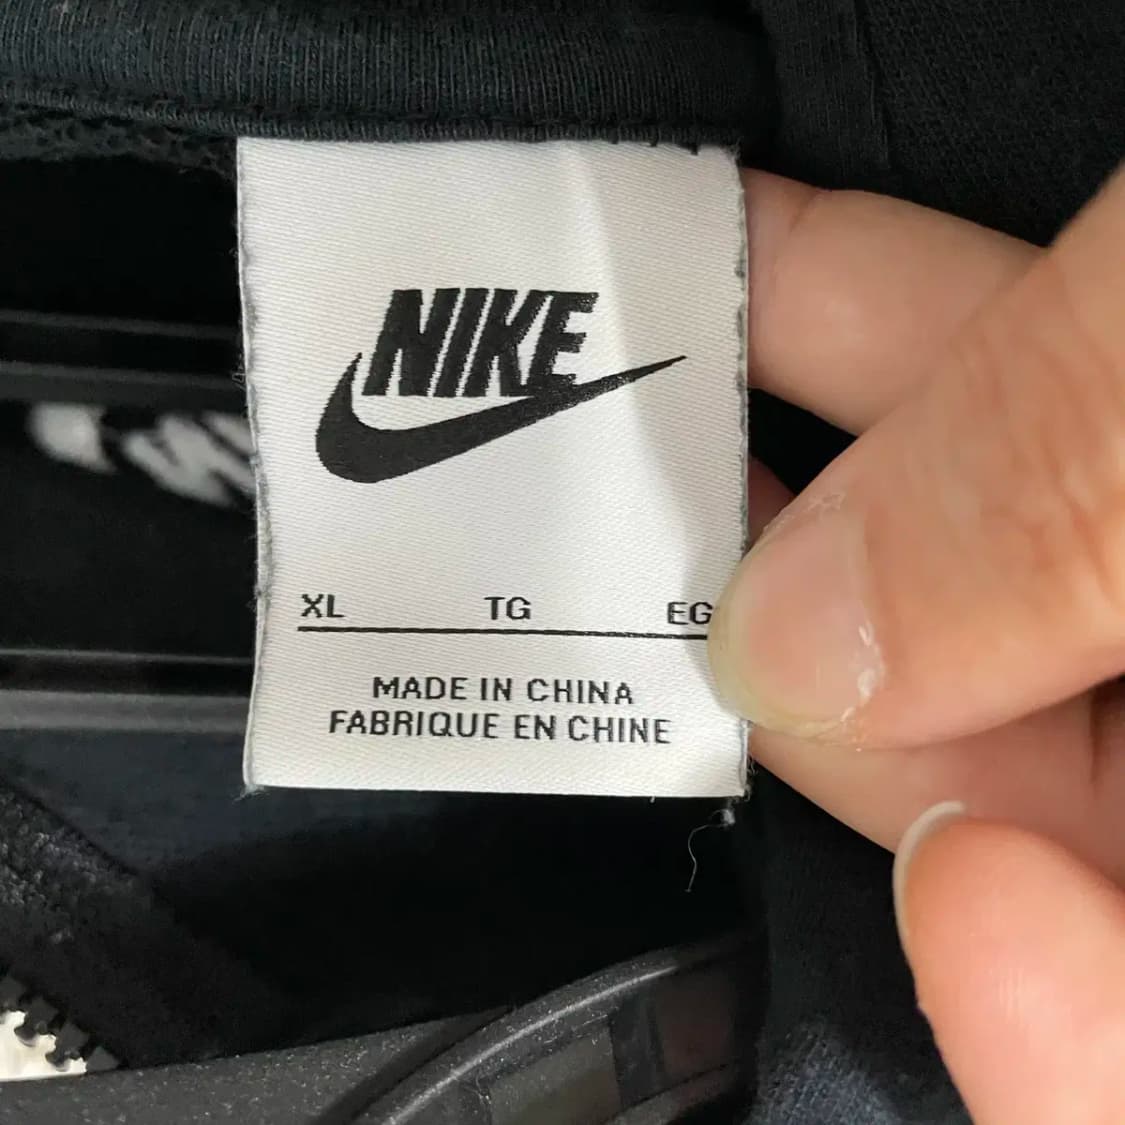 NIKE
XL TG EG
MADE IN CHINA
FABRIQUE EN CHINE